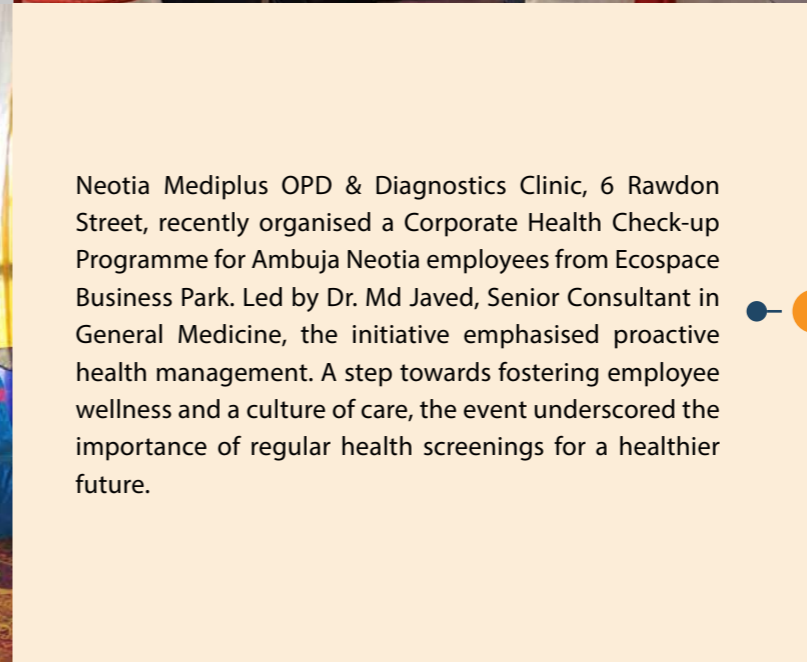 Neotia Mediplus OPD & Diagnostics Clinic, 6 Rawdon
Street, recently organised a Corporate Health Check-up
Programme for Ambuja Neotia employees from Ecospace
Business Park. Led by Dr. Md Javed, Senior Consultant in
General Medicine, the initiative emphasised proactive
health management. A step towards fostering employee
wellness and a culture of care, the event underscored the
importance of regular health screenings for a healthier
future.